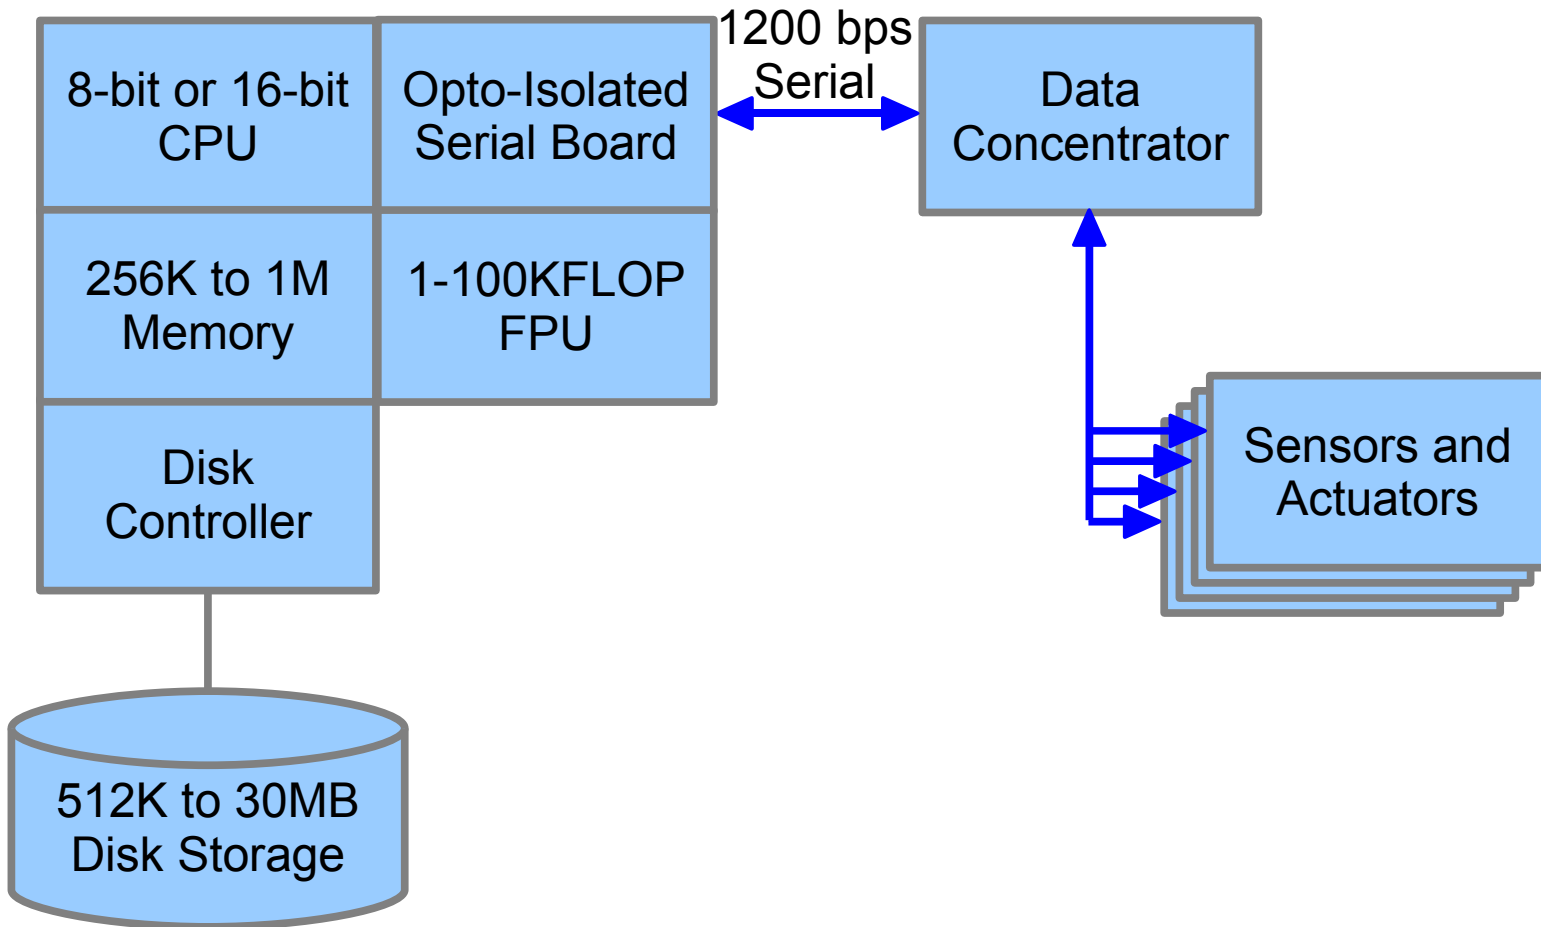 8-bit or 16-bit
CPU
Opto-Isolated
Serial Board
1200 bps
Serial
Data
Concentrator
256K to 1M
Memory
1-100KFLOP
FPU
Disk
Controller
Sensors and
Actuators
512K to 30MB
Disk Storage